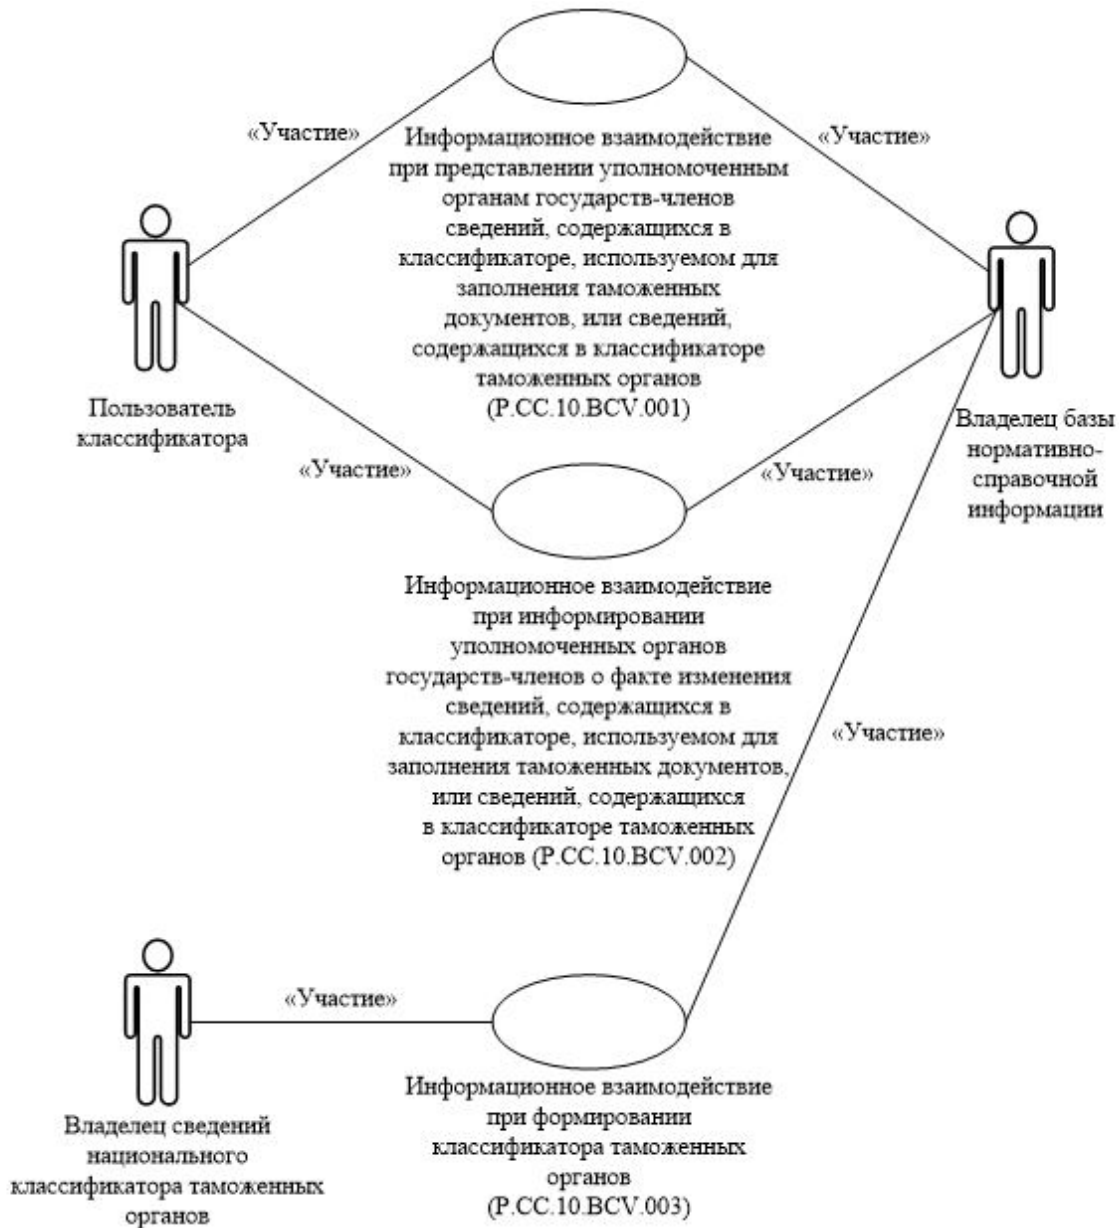 «Участие»
«Участие»
Информационное взаимодействие
при представлении уполномоченным
органам государств-членов
сведений, содержащихся в
классификаторе, используемом для
заполнения таможенных
документов, или сведений,
содержащихся в классификаторе
таможенных органов
(P.CC.10.BCV.001)
Пользователь
классификатора
Владелец базы
нормативно-
справочной
информации
«Участие»
«Участие»
Информационное взаимодействие
при информировании
уполномоченных органов
государств-членов о факте изменения
сведений, содержащихся в
классификаторе, используемом для
заполнения таможенных документов,
или сведений, содержащихся
в классификаторе таможенных
органов (P.CC.10.BCV.002)
«Участие»
«Участие»
Владелец сведений
национального
классификатора таможенных
органов
Информационное взаимодействие
при формировании
классификатора таможенных
органов
(P.CC.10.BCV.003)